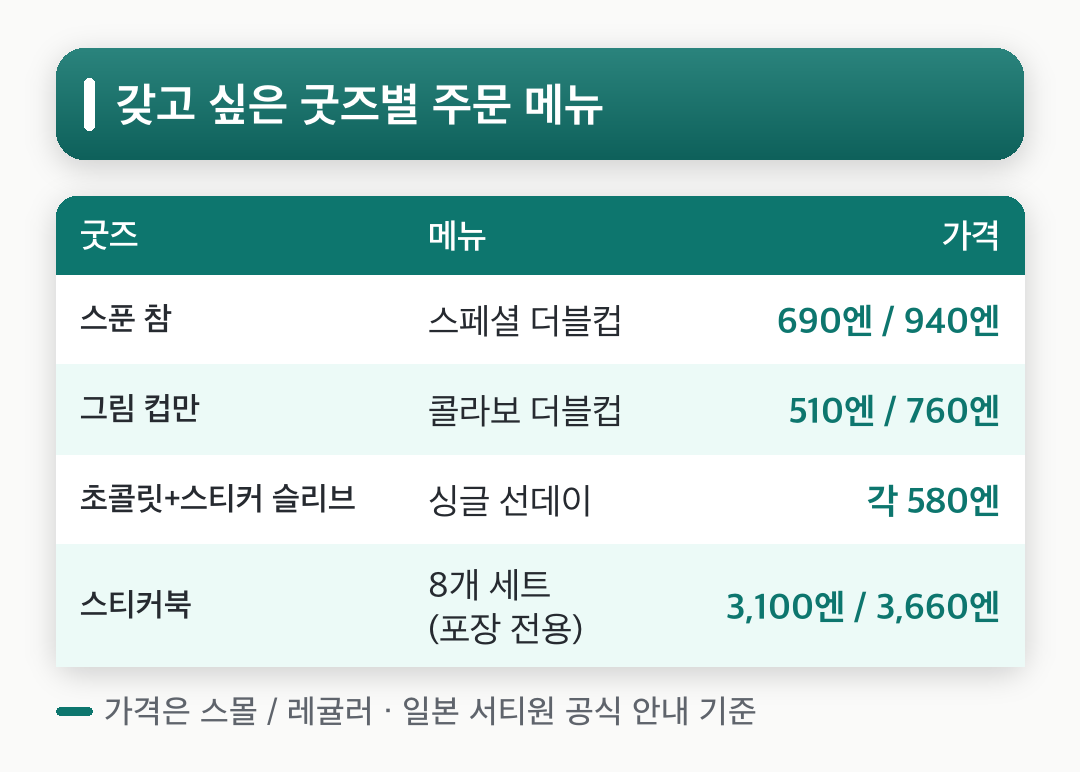 갖고 싶은 굿즈별 주문 메뉴
굿즈 메뉴 가격
스푼 참 스페셜 더블컵 690엔 / 940엔
그림 컵만 콜라보 더블컵 510엔 / 760엔
초콜릿+스티커 슬리브 싱글 선데이 각 580엔
스티커북 8개 세트 (포장 전용) 3,100엔 / 3,660엔
가격은 스몰 / 레귤러 · 일본 서티원 공식 안내 기준